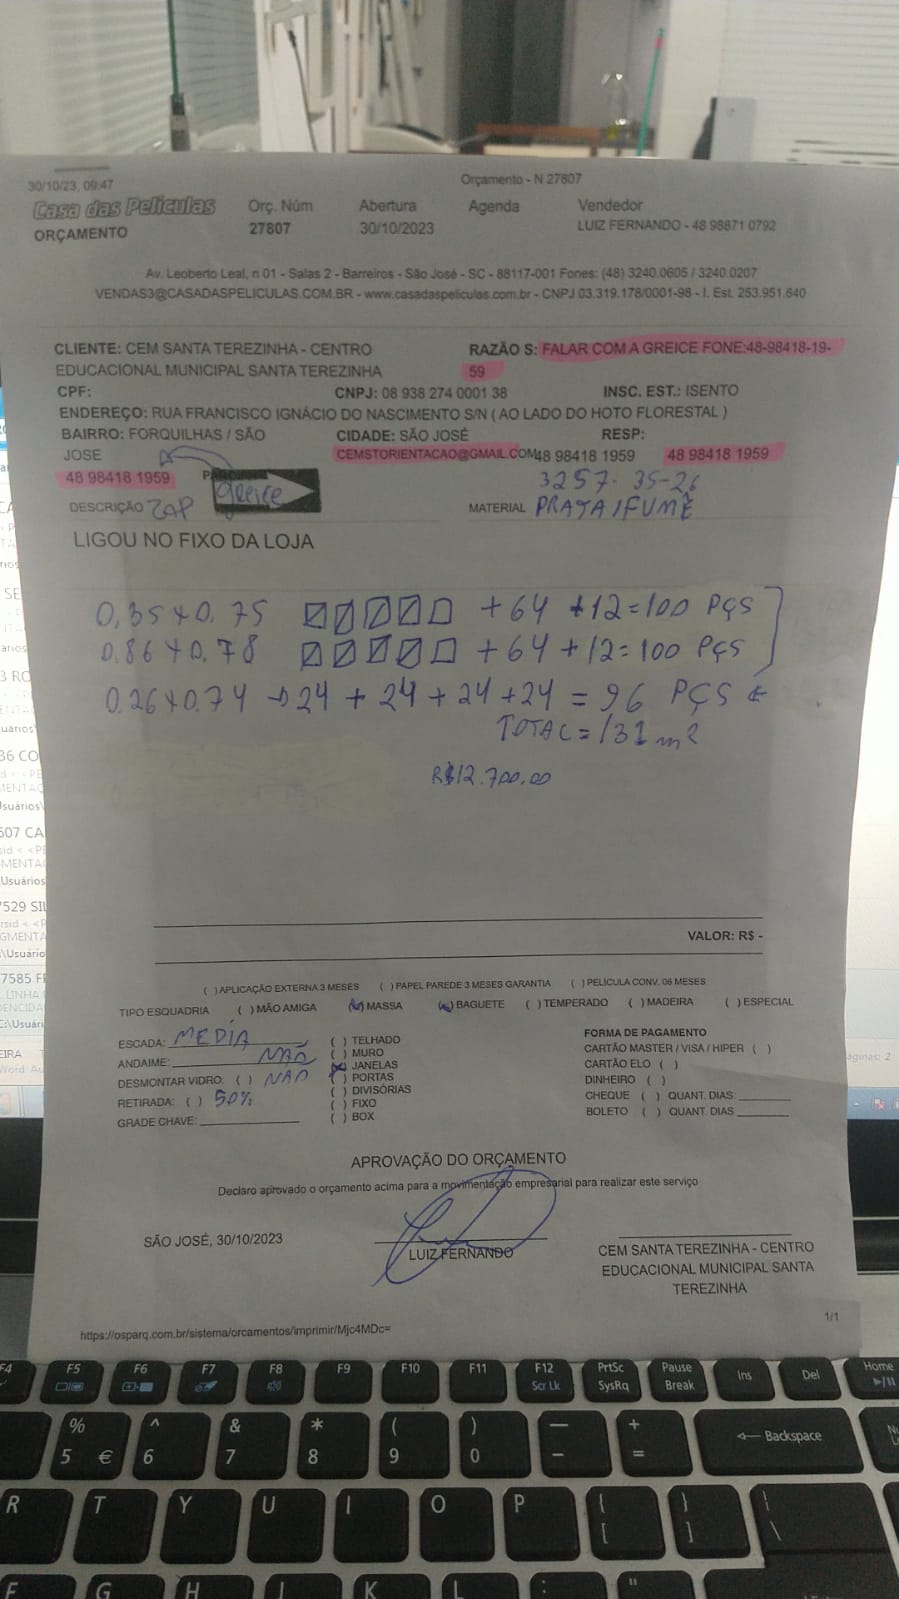 30/10/23, 09:47
Orçamento - N 27807
Casa das Películas
Orç. Núm
Abertura
Agenda
Vendedor
ORÇAMENTO
27807
30/10/2023
LUIZ FERNANDO - 48 98871 0792
Av. Leoberto Leal, n 01 - Salas 2 - Barreiros - São José - SC - 88117-001 Fones: (48) 3240.0605 / 3240.0207
VENDAS3@CASADASPELICULAS.COM.BR - www.casadaspeliculas.com.br - CNPJ 03.319.178/0001-98 - I. Est. 253.951.640
CLIENTE: CEM SANTA TEREZINHA - CENTRO
EDUCACIONAL MUNICIPAL SANTA TEREZINHA
RAZÃO S: FALAR COM A GREICE FONE:48-98418-19-
59
CPF:
CNPJ: 08 938 274 0001 38
INSC. EST.: ISENTO
ENDEREÇO: RUA FRANCISCO IGNÁCIO DO NASCIMENTO S/N ( AO LADO DO HOTO FLORESTAL )
BAIRRO: FORQUILHAS / SÃO
JOSE
CIDADE: SÃO JOSÉ
RESP:
CEMSTORIENTACAO@GMAIL.COM
48 98418 1959
48 98418 1959
48 98418 1959
greice
3257-35-26
DESCRIÇÃO ZAP
MATERIAL PRATA/FUMÊ
LIGOU NO FIXO DA LOJA
0,35x0,75 + 64 + 12 = 100 PÇS
0.86x0.78 + 64 + 12 = 100 PÇS
0.26x0.74 → 24 + 24 + 24 + 24 = 96 PÇS
TOTAL = 131 m²
R$12.700.00
VALOR: R$ -
( ) APLICAÇÃO EXTERNA 3 MESES ( ) PAPEL PAREDE 3 MESES GARANTIA ( ) PELÍCULA CONV. 06 MESES
TIPO ESQUADRIA ( ) MÃO AMIGA (x) MASSA (x) BAGUETE ( ) TEMPERADO ( ) MADEIRA ( ) ESPECIAL
ESCADA: MEDIA
ANDAIME: NÃO
DESMONTAR VIDRO: ( ) NÃO
RETIRADA: ( ) 50%
GRADE CHAVE:
( ) TELHADO
( ) MURO
(x) JANELAS
( ) PORTAS
( ) DIVISÓRIAS
( ) FIXO
( ) BOX
FORMA DE PAGAMENTO
CARTÃO MASTER / VISA / HIPER ( )
CARTÃO ELO ( )
DINHEIRO ( )
CHEQUE ( ) QUANT. DIAS:
BOLETO ( ) QUANT. DIAS
APROVAÇÃO DO ORÇAMENTO
Declaro aprovado o orçamento acima para a movimentação empresarial para realizar este serviço
SÃO JOSÉ, 30/10/2023
LUIZ FERNANDO
CEM SANTA TEREZINHA - CENTRO
EDUCACIONAL MUNICIPAL SANTA
TEREZINHA
1/1
https://osparq.com.br/sistema/orcamentos/imprimir/Mjc4MDc=
F4 F5 F6 F7 F8 F9 F10 F11 F12 PrtSc Pause Ins Del Home
Scr Lk SysRq Break
% ^ & * ( ) — +
5 € 6 7 8 9 0 - = Backspace
R T Y U I O P { [ } ] | \
F G H J K L : "